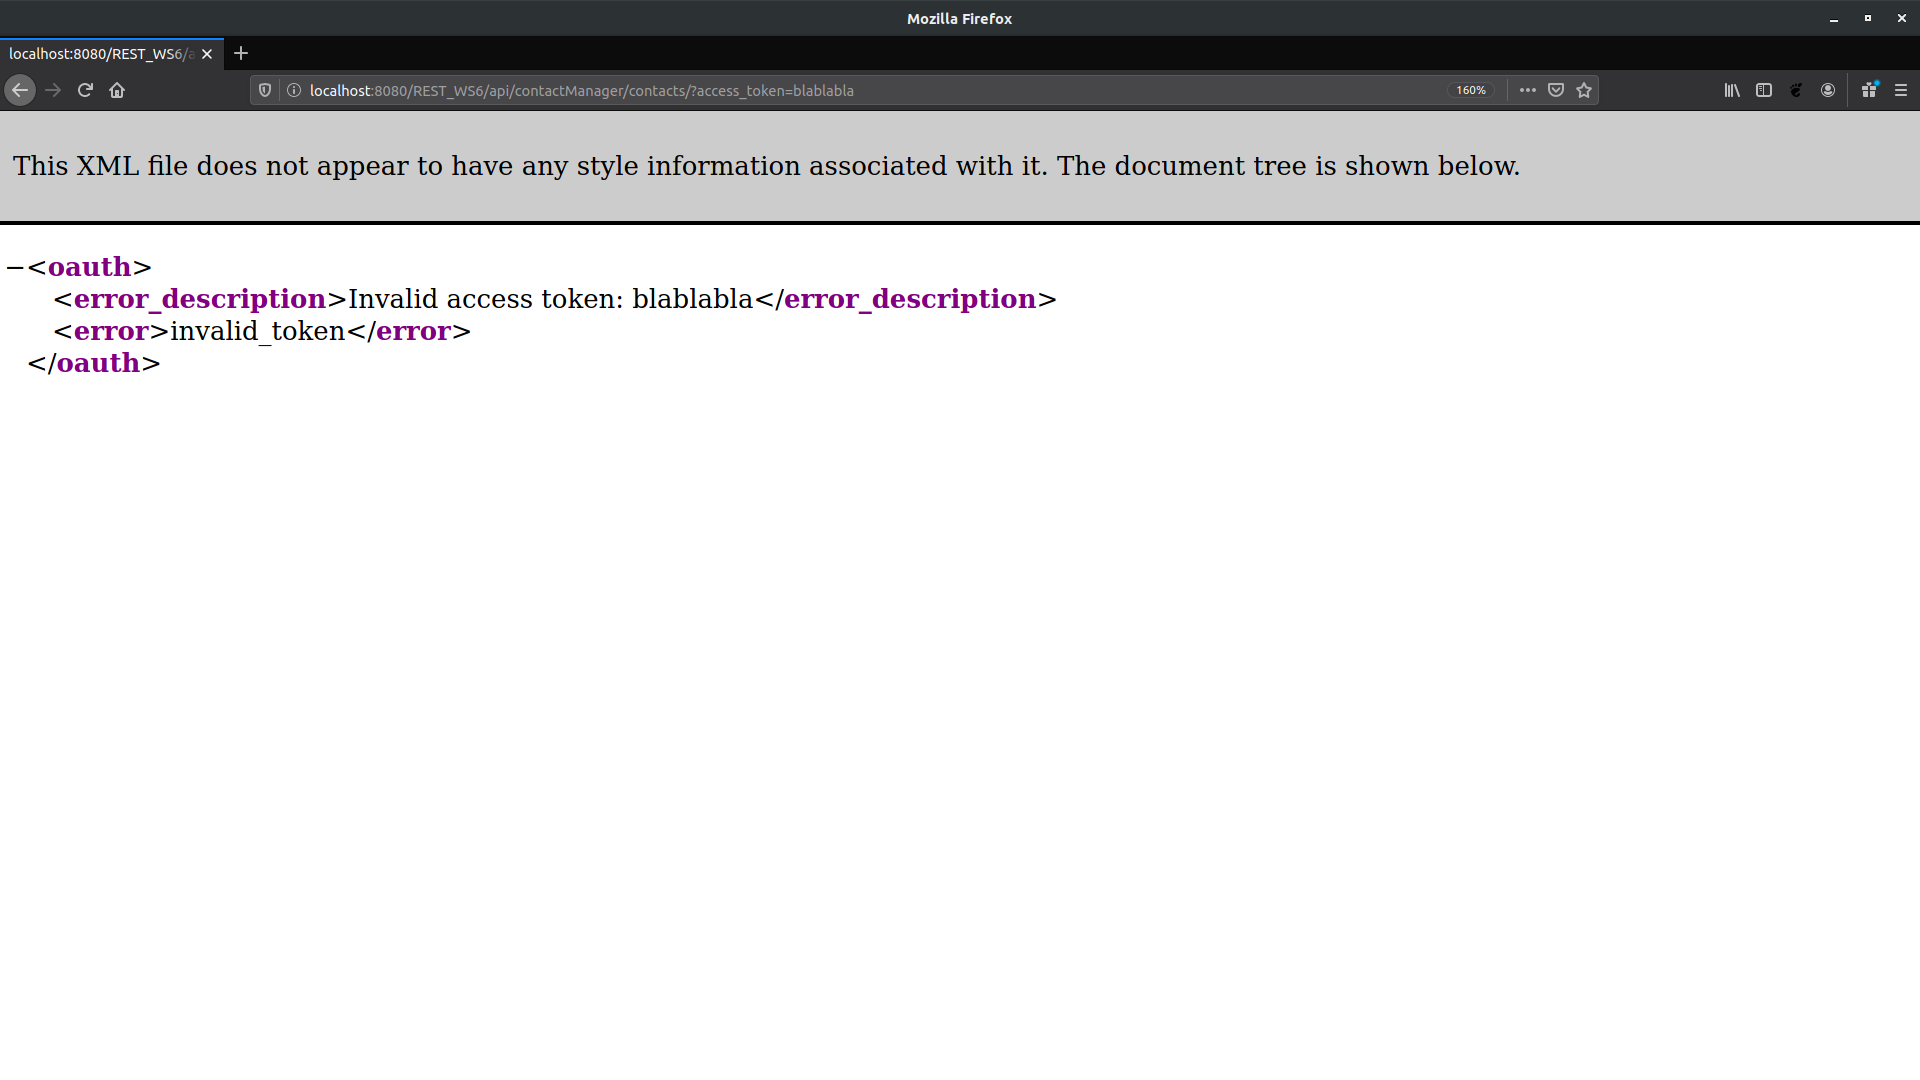 Mozilla Firefox
localhost:8080/REST_WS6/a
localhost:8080/REST_WS6/api/contactManager/contacts/?access_token=blablabla
160%
This XML file does not appear to have any style information associated with it. The document tree is shown below.
−<oauth>
<error_description>Invalid access token: blablabla</error_description>
<error>invalid_token</error>
</oauth>